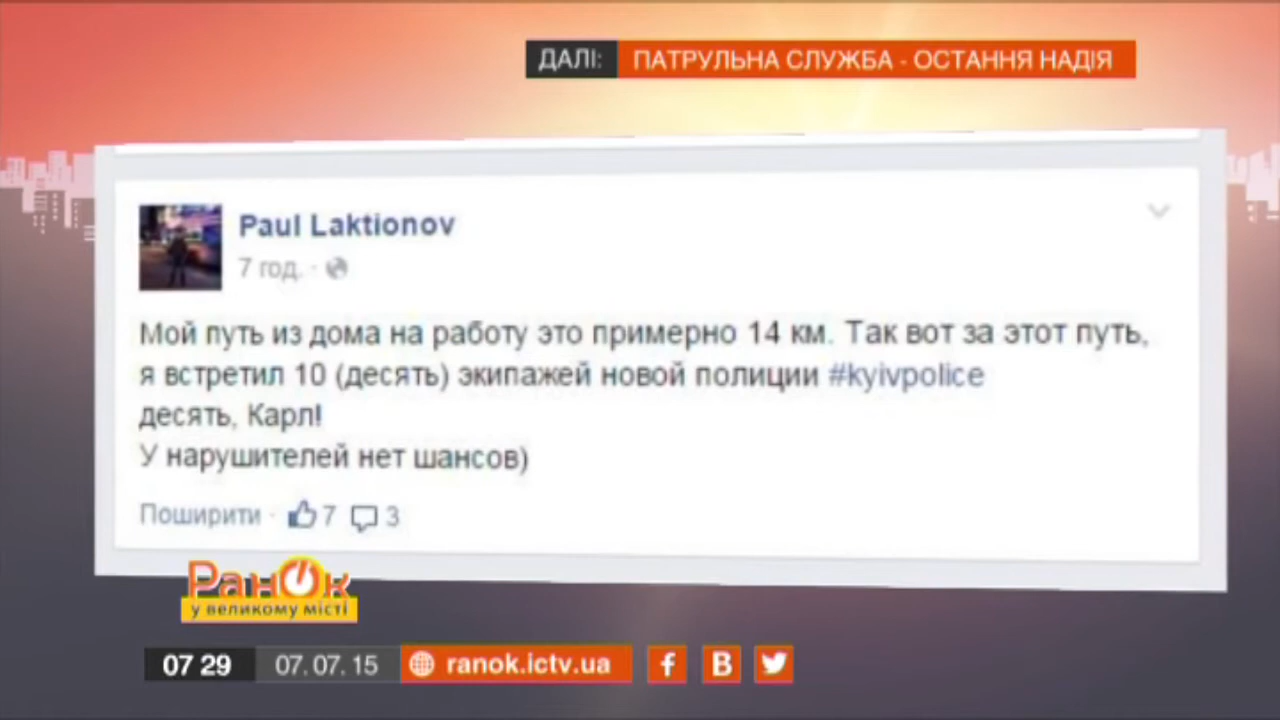 ДАЛІ: ПАТРУЛЬНА СЛУЖБА - ОСТАННЯ НАДІЯ
Paul Laktionov
7 год. ·
Мой путь из дома на работу это примерно 14 км. Так вот за этот путь,
я встретил 10 (десять) экипажей новой полиции #kyivpolice
десять, Карл!
У нарушителей нет шансов)
Поширити · 7 3
РанОк
у великому місті
07 29 07. 07. 15 ranok.ictv.ua f B